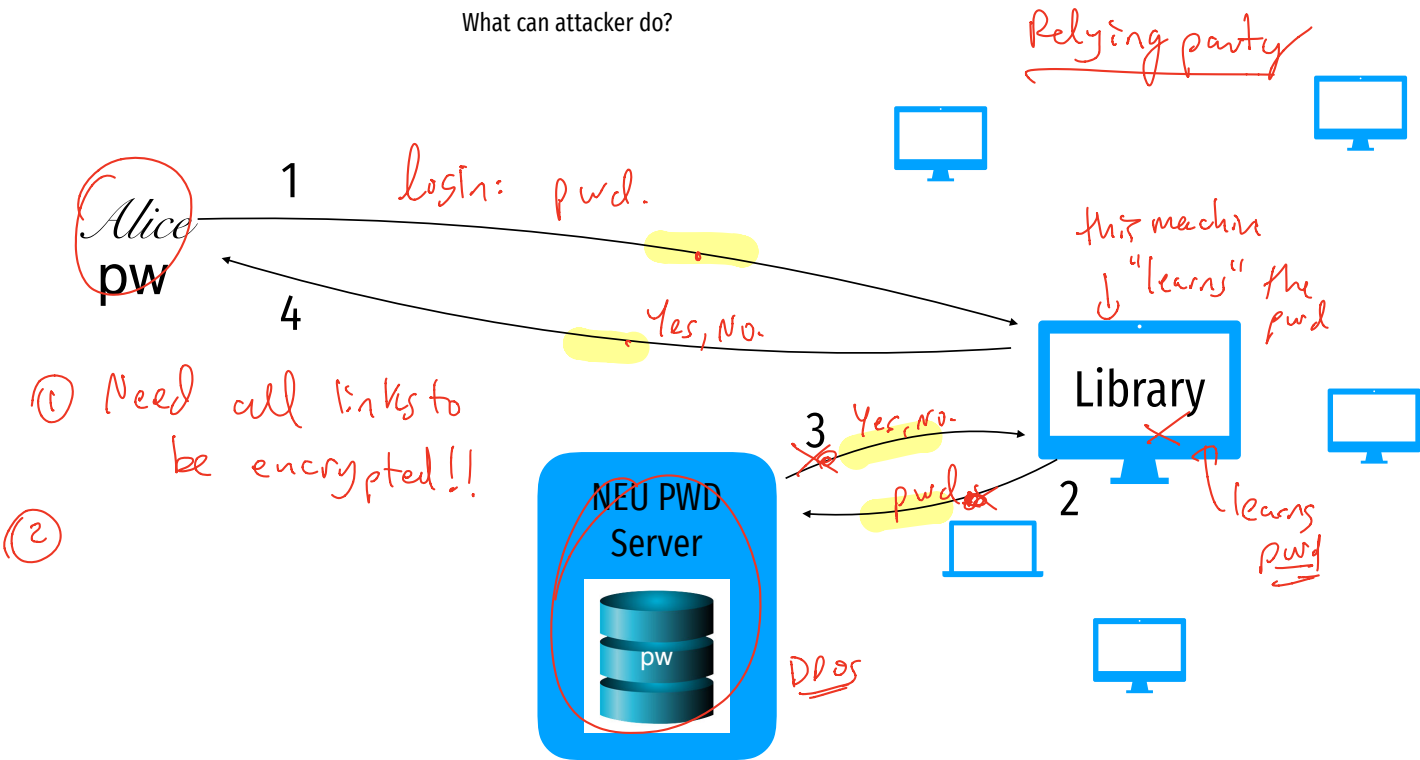 What can attacker do?
Relying party
1
login: pwd.
Alice
pw
this machine
"learns" the
pwd
4
Yes, No.
Library
① Need all links to
be encrypted!!
3
Yes, No.
NEU PWD
Server
pwd
2
learns
pwd
②
pw
DDOS